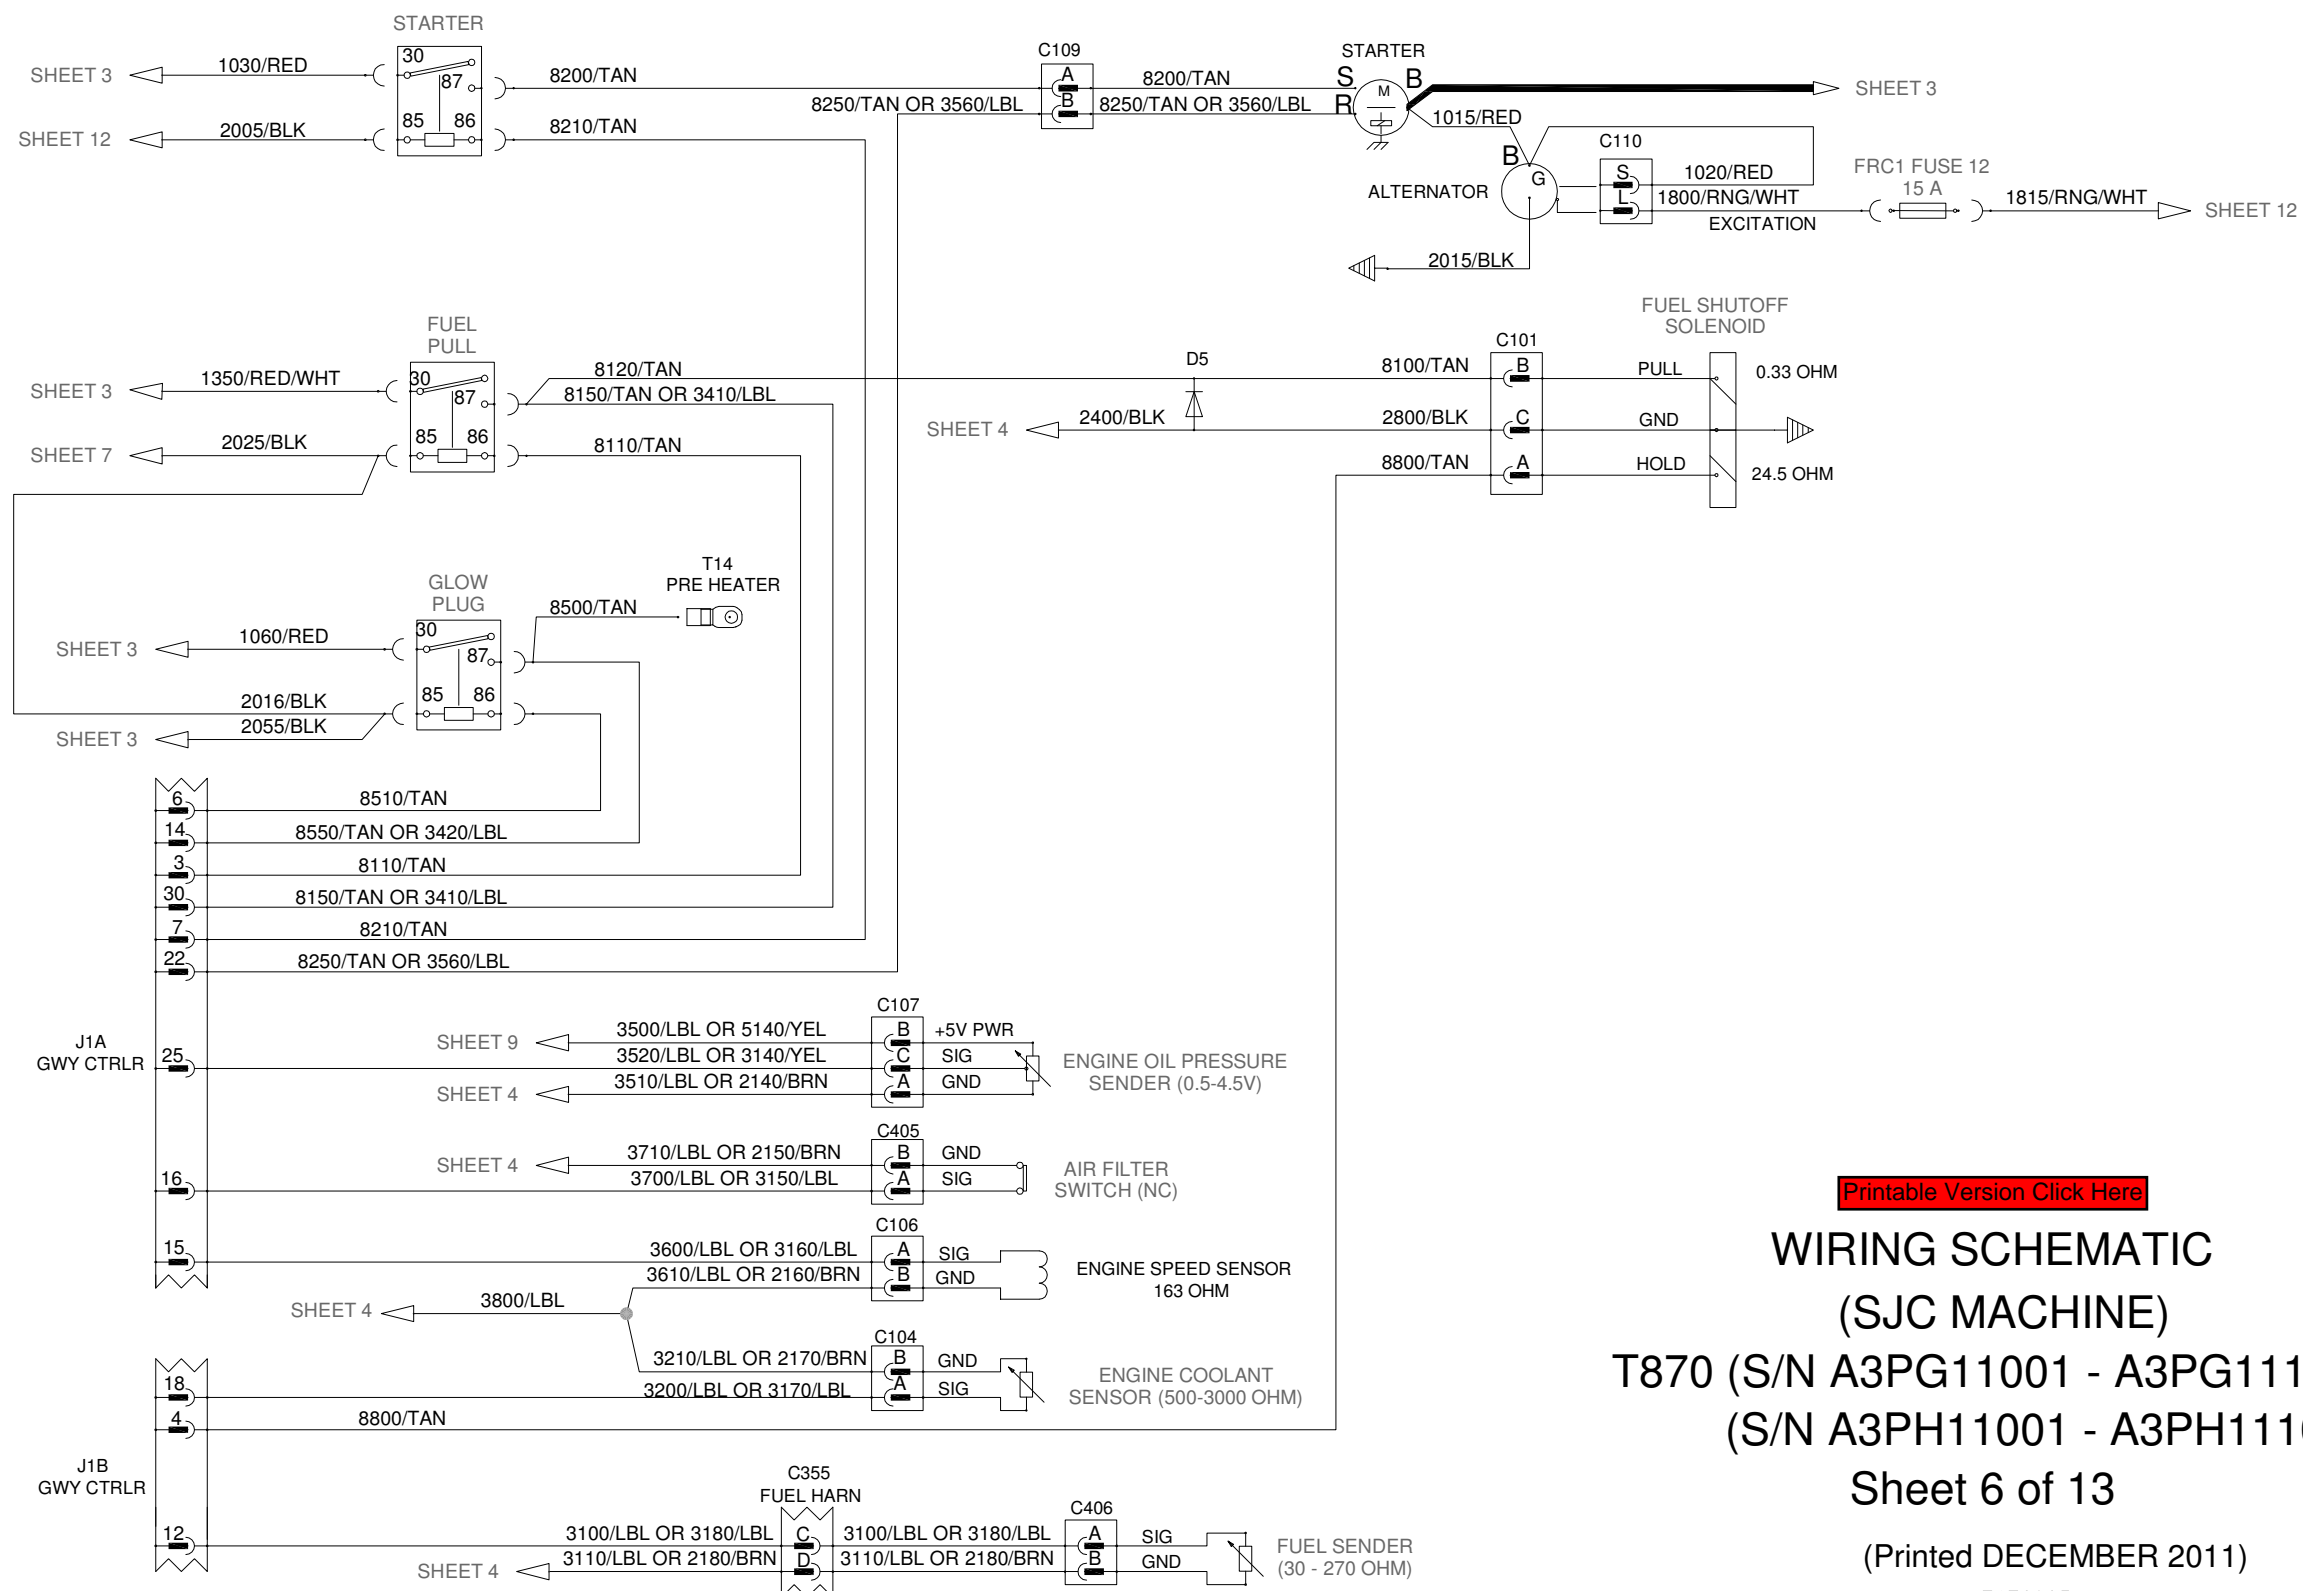 STARTER
SHEET 3
1030/RED
30
87
85
86
SHEET 12
2005/BLK
8200/TAN
8210/TAN
8250/TAN OR 3560/LBL
C109
A
B
8200/TAN
8250/TAN OR 3560/LBL
STARTER
S
R
M
B
SHEET 3
1015/RED
B
G
ALTERNATOR
C110
S
L
1020/RED
1800/RNG/WHT
EXCITATION
FRC1 FUSE 12
15 A
1815/RNG/WHT
SHEET 12
2015/BLK
FUEL
PULL
SHEET 3
1350/RED/WHT
30
87
85
86
SHEET 7
2025/BLK
8120/TAN
8150/TAN OR 3410/LBL
8110/TAN
D5
SHEET 4
2400/BLK
8100/TAN
2800/BLK
8800/TAN
C101
B
C
A
FUEL SHUTOFF
SOLENOID
PULL
GND
HOLD
0.33 OHM
24.5 OHM
GLOW
PLUG
SHEET 3
1060/RED
30
87
85
86
2016/BLK
SHEET 3
2055/BLK
8500/TAN
T14
PRE HEATER
6
8510/TAN
14
8550/TAN OR 3420/LBL
3
8110/TAN
30
8150/TAN OR 3410/LBL
7
8210/TAN
22
8250/TAN OR 3560/LBL
J1A
GWY CTRLR
25
SHEET 9
3500/LBL OR 5140/YEL
3520/LBL OR 3140/YEL
SHEET 4
3510/LBL OR 2140/BRN
C107
B
C
A
+5V PWR
SIG
GND
ENGINE OIL PRESSURE
SENDER (0.5-4.5V)
16
SHEET 4
3710/LBL OR 2150/BRN
3700/LBL OR 3150/LBL
C405
B
A
GND
SIG
AIR FILTER
SWITCH (NC)
15
3600/LBL OR 3160/LBL
3610/LBL OR 2160/BRN
C106
A
B
SIG
GND
ENGINE SPEED SENSOR
163 OHM
SHEET 4
3800/LBL
3210/LBL OR 2170/BRN
3200/LBL OR 3170/LBL
C104
B
A
GND
SIG
ENGINE COOLANT
SENSOR (500-3000 OHM)
18
4
8800/TAN
J1B
GWY CTRLR
12
3100/LBL OR 3180/LBL
SHEET 4
3110/LBL OR 2180/BRN
C355
FUEL HARN
C
D
3100/LBL OR 3180/LBL
3110/LBL OR 2180/BRN
C406
A
B
SIG
GND
FUEL SENDER
(30 - 270 OHM)
Printable Version Click Here
WIRING SCHEMATIC
(SJC MACHINE)
T870 (S/N A3PG11001 - A3PG111
(S/N A3PH11001 - A3PH111
Sheet 6 of 13
(Printed DECEMBER 2011)